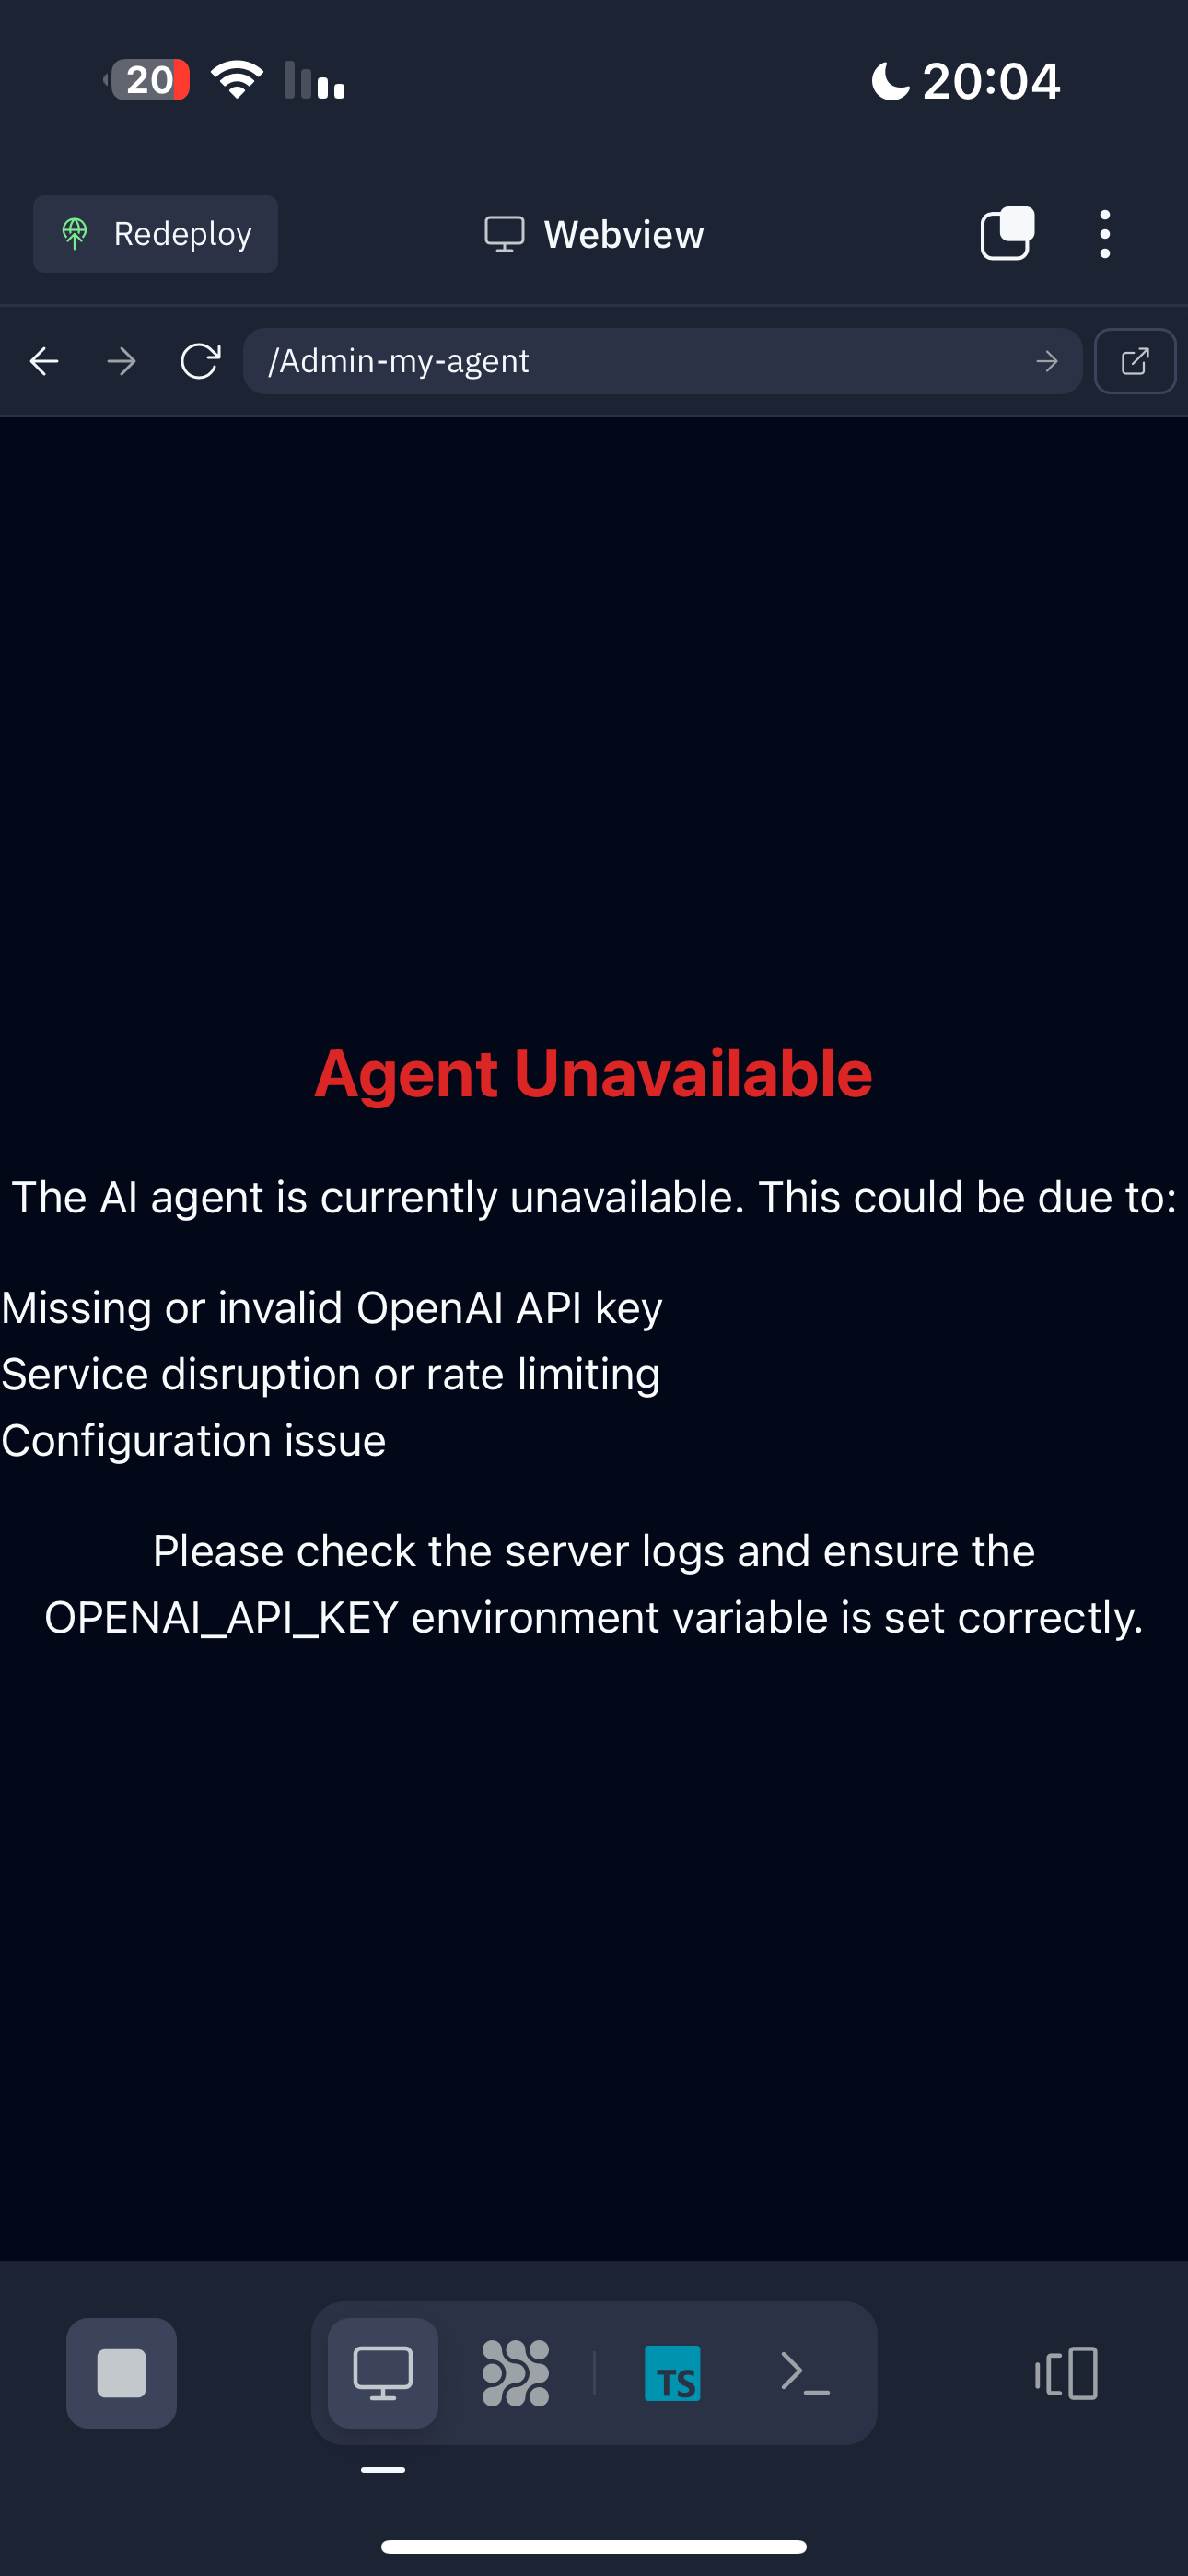 20
20:04
Redeploy
Webview
/Admin-my-agent
Agent Unavailable
The AI agent is currently unavailable. This could be due to:
Missing or invalid OpenAI API key
Service disruption or rate limiting
Configuration issue
Please check the server logs and ensure the
OPENAI_API_KEY environment variable is set correctly.
TS